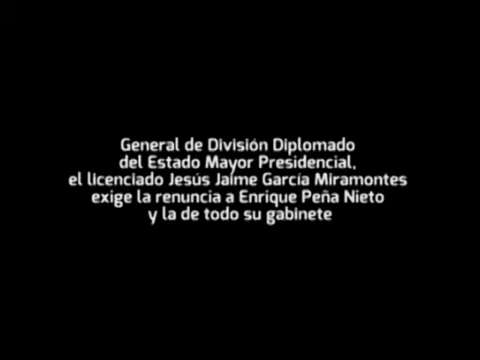 General de División Diplomado
del Estado Mayor Presidencial,
el licenciado Jesús Jaime García Miramontes
exige la renuncia a Enrique Peña Nieto
y la de todo su gabinete